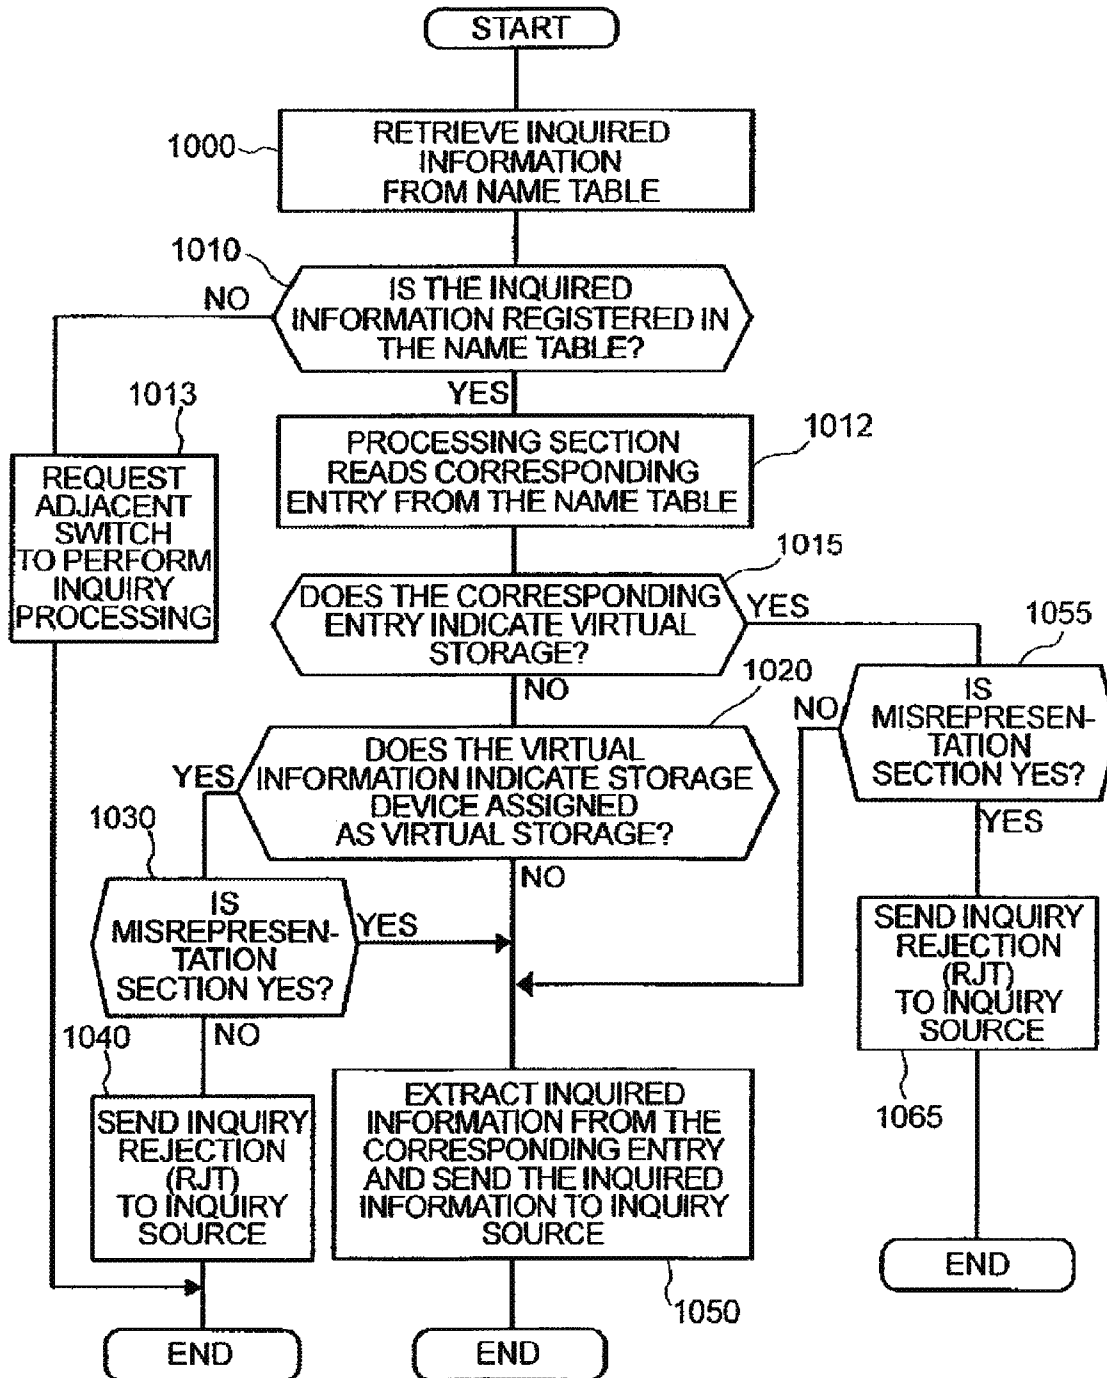 START
1000
RETRIEVE INQUIRED
INFORMATION
FROM NAME TABLE
1010
NO
IS THE INQUIRED
INFORMATION REGISTERED IN
THE NAME TABLE?
YES
1013
REQUEST
ADJACENT
SWITCH
TO PERFORM
INQUIRY
PROCESSING
1012
PROCESSING SECTION
READS CORRESPONDING
ENTRY FROM THE NAME TABLE
1015
DOES THE CORRESPONDING
ENTRY INDICATE VIRTUAL
STORAGE?
YES
NO
1055
IS
MISREPRESEN-
TATION
SECTION YES?
NO
YES
1020
DOES THE VIRTUAL
INFORMATION INDICATE STORAGE
DEVICE ASSIGNED
AS VIRTUAL STORAGE?
YES
NO
1030
IS
MISREPRESEN-
TATION
SECTION YES?
YES
NO
SEND INQUIRY
REJECTION
(RJT)
TO INQUIRY
SOURCE
1065
1040
SEND INQUIRY
REJECTION
(RJT)
TO INQUIRY
SOURCE
EXTRACT INQUIRED
INFORMATION FROM THE
CORRESPONDING ENTRY
AND SEND THE INQUIRED
INFORMATION TO INQUIRY
SOURCE
1050
END
END
END